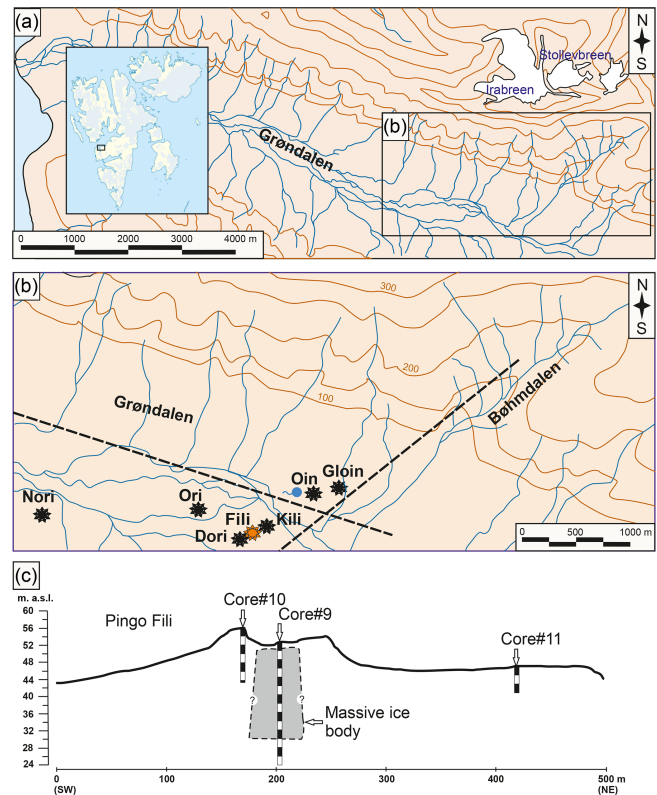 (a)
N
S
Stollevbreen
Irabreen
(b)
Grøndalen
0 1000 2000 3000 4000 m
(b)
N
S
300
200
100
Grøndalen
Bøhmdalen
Gloin
Oin
Nori
Ori
Fili
Kili
Dori
0 500 1000 m
(c)
m. a.s.l.
60
56
52
48
44
40
36
32
28
24
Pingo Fili
Core#10
Core#9
Core#11
? ?
Massive ice
body
0 100 200 300 400 500 m
(SW) (NE)